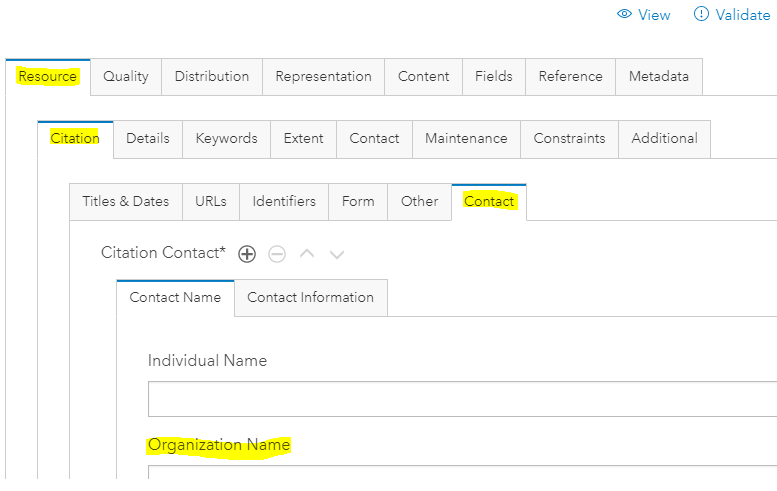 View Validate
Resource Quality Distribution Representation Content Fields Reference Metadata
Citation Details Keywords Extent Contact Maintenance Constraints Additional
Titles & Dates URLs Identifiers Form Other Contact
Citation Contact*
Contact Name Contact Information
Individual Name
Organization Name